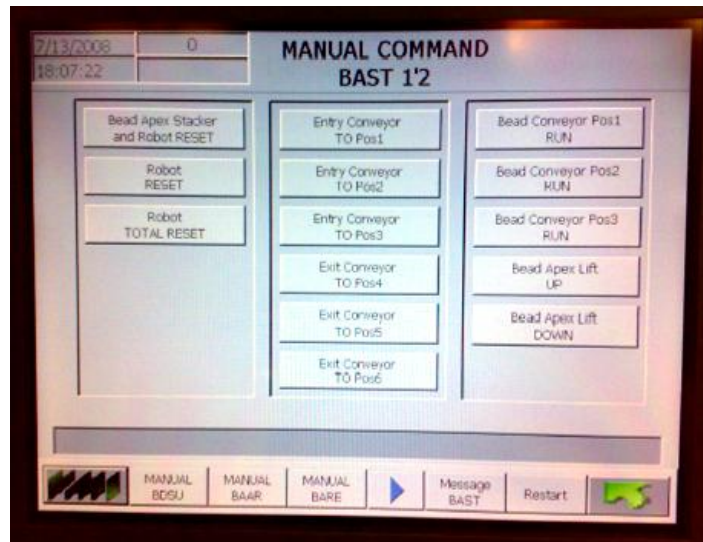 7/13/2008 0
18:07:22
MANUAL COMMAND
BAST 1'2
Bead Apex Stacker
and Robot RESET
Robot
RESET
Robot
TOTAL RESET
Entry Conveyor
TO Pos1
Entry Conveyor
TO Pos2
Entry Conveyor
TO Pos3
Exit Conveyor
TO Pos4
Exit Conveyor
TO Pos5
Exit Conveyor
TO Pos6
Bead Conveyor Pos1
RUN
Bead Conveyor Pos2
RUN
Bead Conveyor Pos3
RUN
Bead Apex Lift
UP
Bead Apex Lift
DOWN
MANUAL
BDSU
MANUAL
BAAR
MANUAL
BARE
Message
BAST
Restart